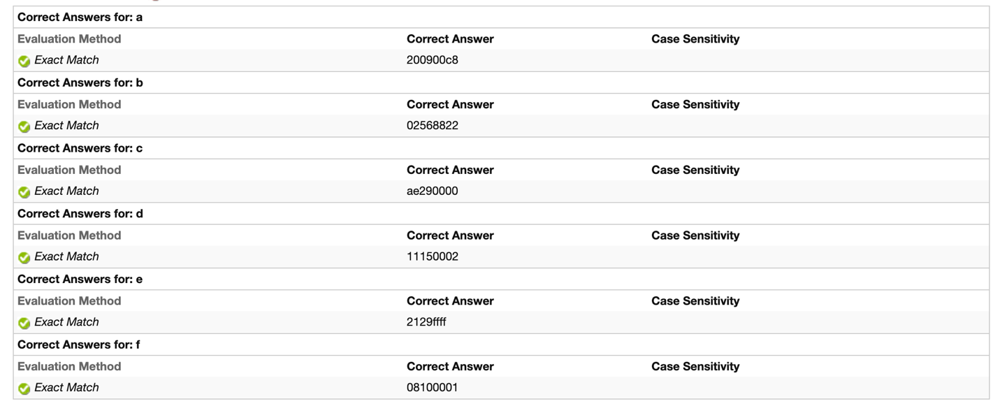 Correct Answers for: a
Evaluation Method Correct Answer Case Sensitivity
Exact Match 200900c8
Correct Answers for: b
Evaluation Method Correct Answer Case Sensitivity
Exact Match 02568822
Correct Answers for: c
Evaluation Method Correct Answer Case Sensitivity
Exact Match ae290000
Correct Answers for: d
Evaluation Method Correct Answer Case Sensitivity
Exact Match 11150002
Correct Answers for: e
Evaluation Method Correct Answer Case Sensitivity
Exact Match 2129ffff
Correct Answers for: f
Evaluation Method Correct Answer Case Sensitivity
Exact Match 08100001